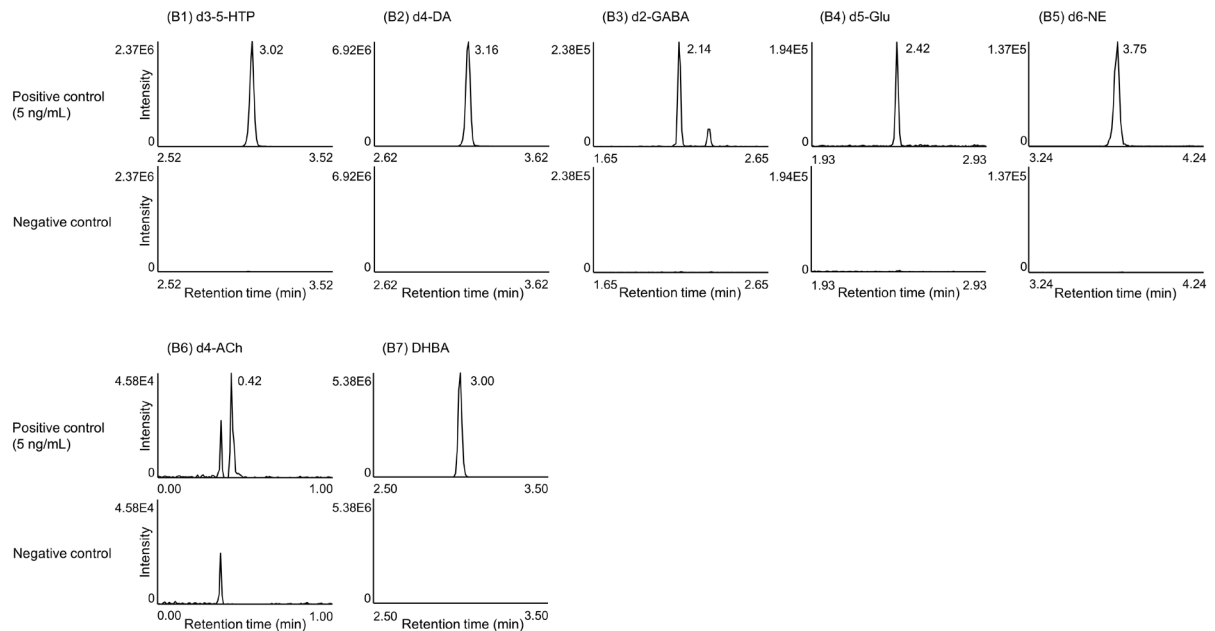 (B1) d3-5-HTP
(B2) d4-DA
(B3) d2-GABA
(B4) d5-Glu
(B5) d6-NE
Positive control
(5 ng/mL)
Intensity
2.37E6
3.02
0
2.52
3.52
6.92E6
3.16
0
2.62
3.62
2.38E5
2.14
0
1.65
2.65
1.94E5
2.42
0
1.93
2.93
1.37E5
3.75
0
3.24
4.24
Negative control
Intensity
2.37E6
0
2.52
3.52
Retention time (min)
6.92E6
0
2.62
3.62
Retention time (min)
2.38E5
0
1.65
2.65
Retention time (min)
1.94E5
0
1.93
2.93
Retention time (min)
1.37E5
0
3.24
4.24
Retention time (min)
(B6) d4-ACh
(B7) DHBA
Positive control
(5 ng/mL)
Intensity
4.58E4
0.42
0
0.00
1.00
5.38E6
3.00
0
2.50
3.50
Negative control
Intensity
4.58E4
0
0.00
1.00
Retention time (min)
5.38E6
0
2.50
3.50
Retention time (min)